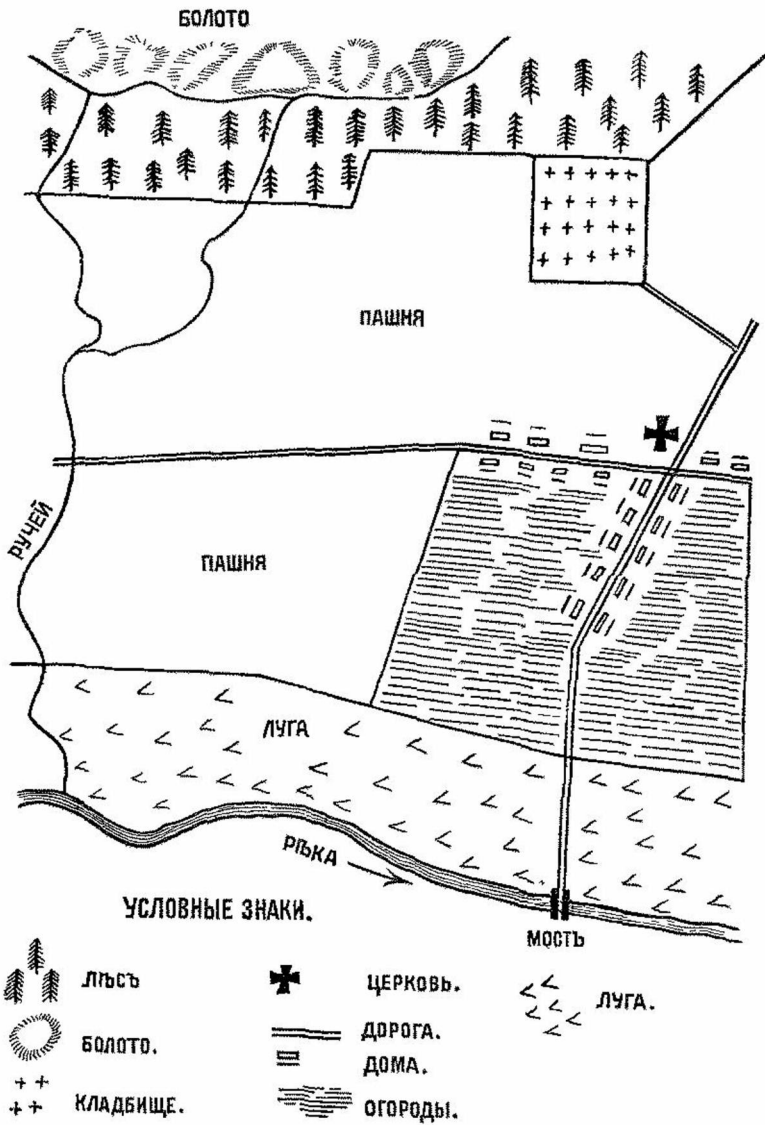 БОЛОТО
ПАШНЯ
РУЧЕЙ
ПАШНЯ
ЛУГА
РѢКА
УСЛОВНЫЕ ЗНАКИ.
МОСТЪ
ЛѢСЪ
ЦЕРКОВЬ.
ЛУГА.
БОЛОТО.
ДОРОГА.
ДОМА.
КЛАДБИЩЕ.
ОГОРОДЫ.